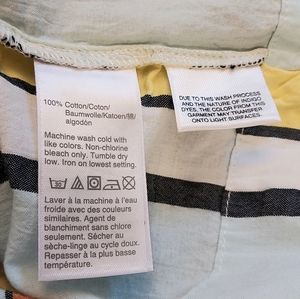 100% Cotton/Coton/
Baumwolle/Katoen/棉/
algodón
Machine wash cold with
like colors. Non-chlorine
bleach only. Tumble dry
low. Iron on lowest setting.
30
Laver à la machine à l'eau
froide avec des couleurs
similaires. Agent de
blanchiment sans chlore
seulement. Sécher au
sèche-linge au cycle doux.
Repasser à la plus basse
température.
DUE TO THIS WASH PROCESS
AND THE NATURE OF INDIGO
DYES, THE COLOR FROM THIS
GARMENT MAY TRANSFER
ONTO LIGHT SURFACES.